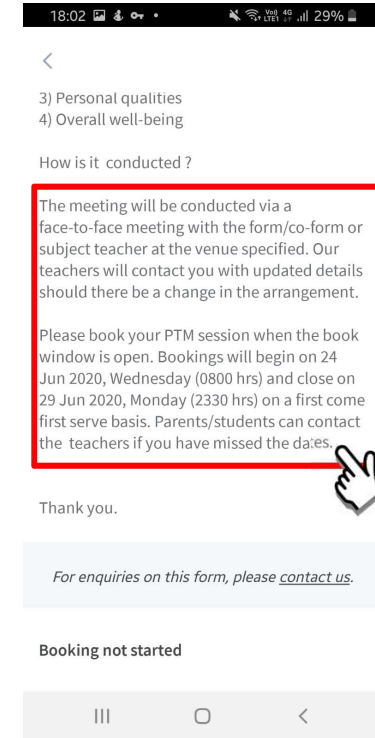 18:02 Vo)) 4G LTE1 29%
3) Personal qualities
4) Overall well-being
How is it conducted ?
The meeting will be conducted via a
face-to-face meeting with the form/co-form or
subject teacher at the venue specified. Our
teachers will contact you with updated details
should there be a change in the arrangement.
Please book your PTM session when the book
window is open. Bookings will begin on 24
Jun 2020, Wednesday (0800 hrs) and close on
29 Jun 2020, Monday (2330 hrs) on a first come
first serve basis. Parents/students can contact
the teachers if you have missed the dates.
Thank you.
For enquiries on this form, please contact us.
Booking not started